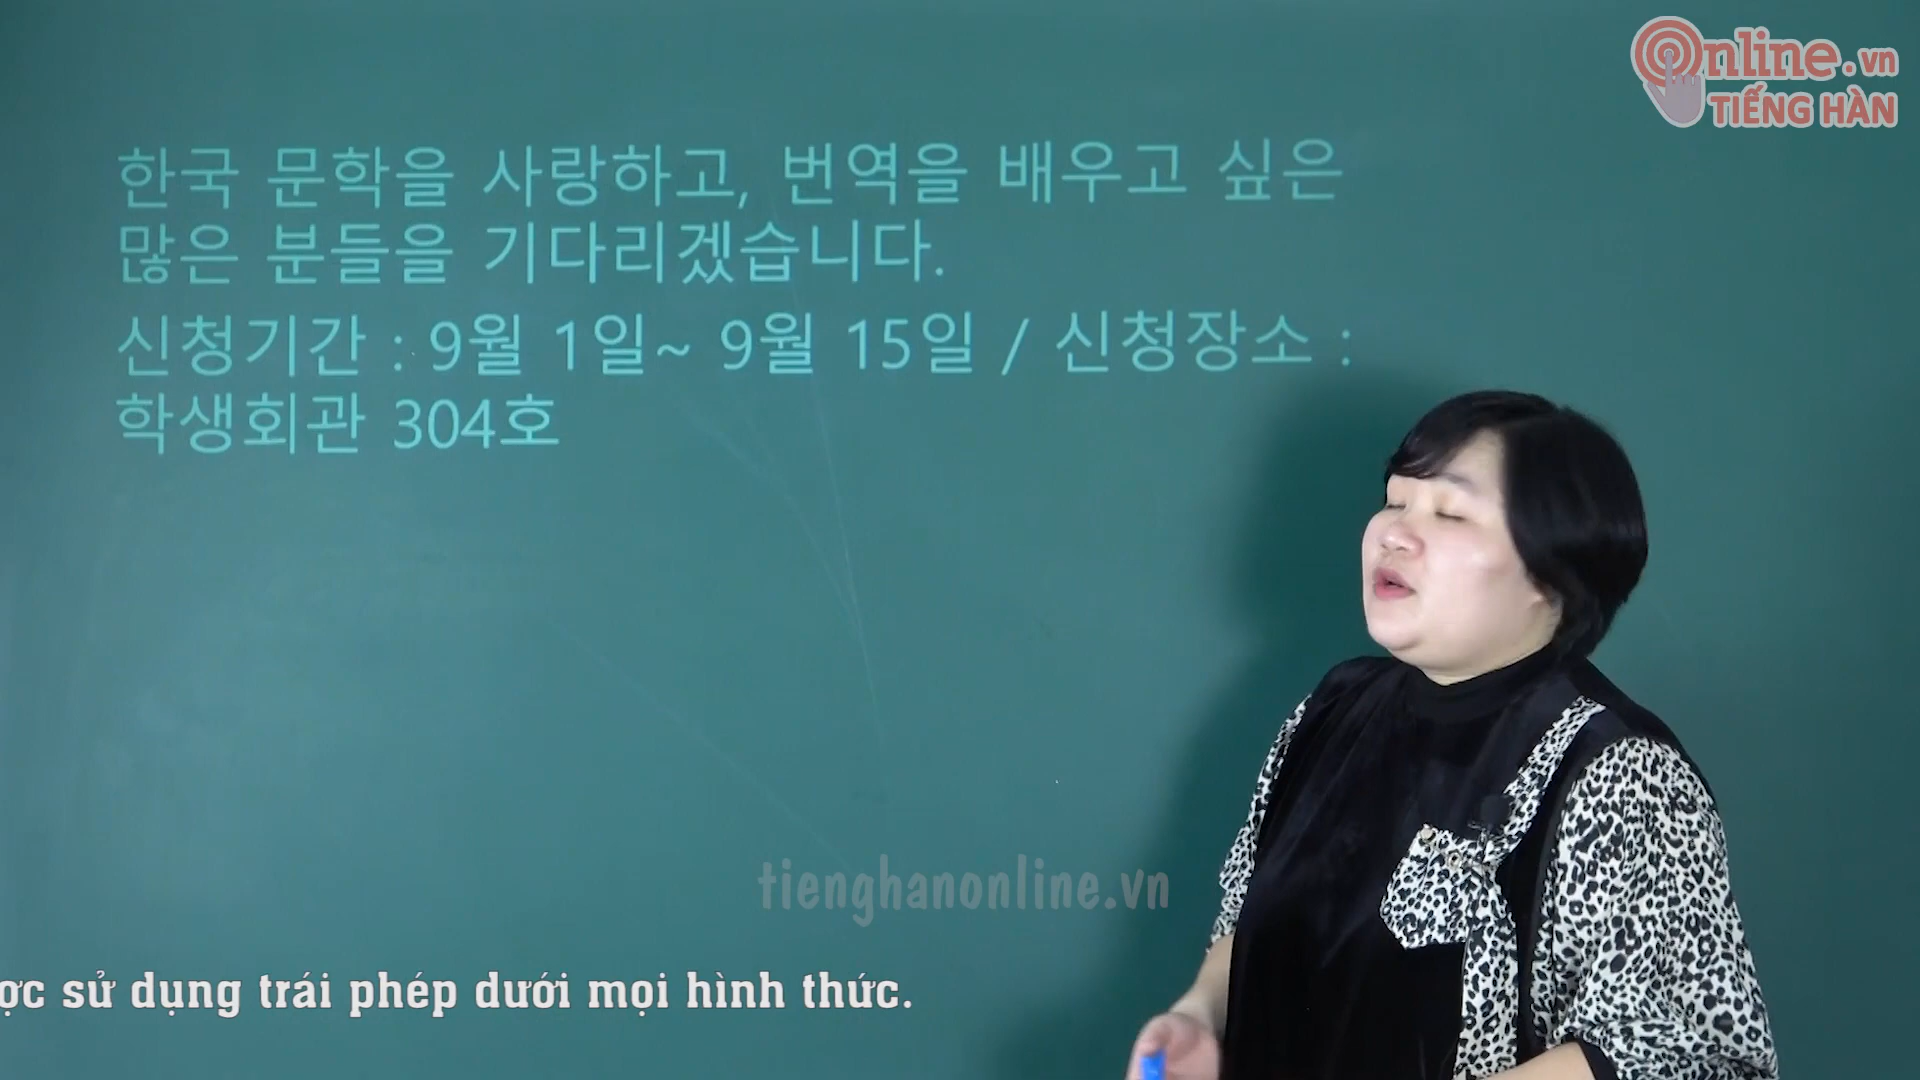 Online.vn
TIẾNG HÀN
한국 문학을 사랑하고, 번역을 배우고 싶은
많은 분들을 기다리겠습니다.
신청기간 : 9월 1일~ 9월 15일 / 신청장소 :
학생회관 304호
tienghanonline.vn
ợc sử dụng trái phép dưới mọi hình thức.